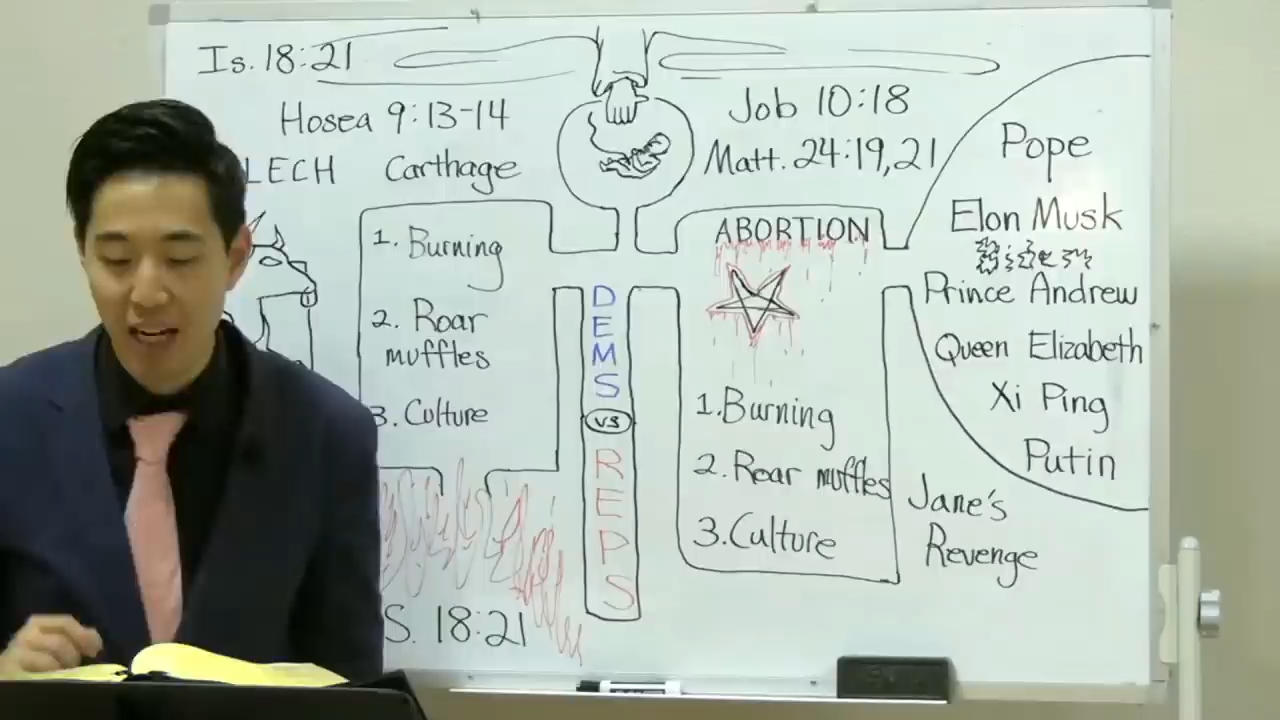 Is. 18:21
Hosea 9:13-14
LECH Carthage
Job 10:18
Matt. 24:19,21
1. Burning
2. Roar
muffles
3. Culture
S. 18:21
DEMS
vs
REPS
ABORTION
1. Burning
2. Roar muffles
3. Culture
Pope
Elon Musk
Prince Andrew
Queen Elizabeth
Xi Ping
Putin
Jane's
Revenge